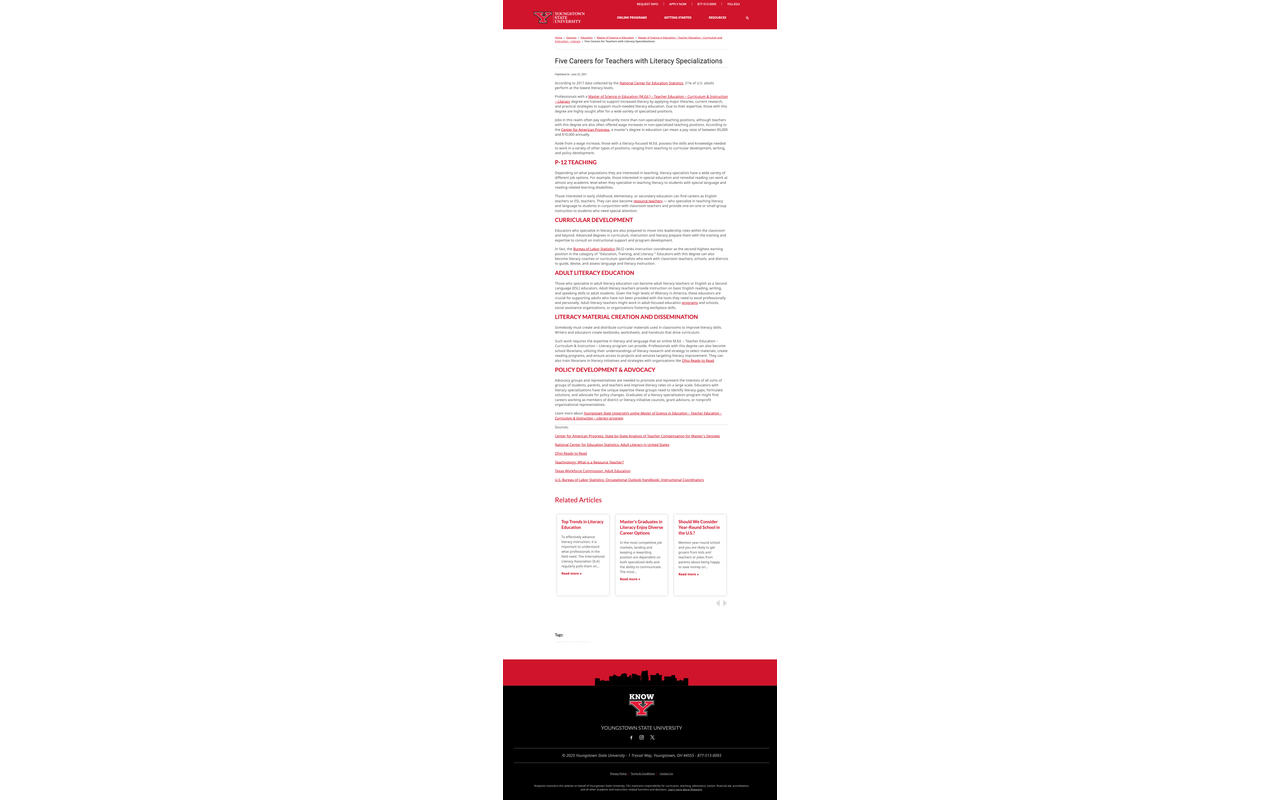 REQUEST INFO | APPLY NOW | 877-513-0093 | YSU.EDU
YOUNGSTOWN
STATE
UNIVERSITY
ONLINE PROGRAMS GETTING STARTED RESOURCES
Home | Degrees | Education | Master of Science in Education | Master of Science in Education – Teacher Education – Curriculum and
Instruction – Literacy | Five Careers for Teachers with Literacy Specializations
Five Careers for Teachers with Literacy Specializations
According to 2017 data collected by the National Center for Education Statistics, 21% of U.S. adults
perform at the lowest literacy levels.
Professionals with a Master of Science in Education (M.Ed.) – Teacher Education – Curriculum & Instruction
– Literacy degree are trained to support increased literacy by applying major theories, current research,
and practical strategies to support much-needed literacy education. Due to their expertise, those with this
degree are highly sought after for a wide variety of specialized positions.
Jobs in this realm often pay significantly more than non-specialized teaching positions, although teachers
with this degree are also often offered wage increases in non-specialized teaching positions. According to
the Center for American Progress, a master's degree in education can mean a pay raise of between $5,000
and $10,000 annually.
Aside from a wage increase, those with a literacy-focused M.Ed. possess the skills and knowledge needed
to work in a variety of other types of positions, ranging from teaching to curricular development, writing,
and policy development.
P-12 TEACHING
Depending on what populations they are interested in teaching, literacy specialists have a wide variety of
different job options. For example, those interested in special education and remedial reading can work at
almost any academic level when they specialize in teaching literacy to students with special language and
reading-related learning disabilities.
Those interested in early childhood, elementary, or secondary education can find careers as English
teachers or ESL teachers. They can also become resource teachers — who specialize in teaching literacy
and language to students in conjunction with classroom teachers and provide one-on-one or small-group
instruction to students who need special attention.
CURRICULAR DEVELOPMENT
Educators who specialize in literacy are also prepared to move into leadership roles within the classroom
and beyond. Advanced degrees in curriculum, instruction and literacy prepare them with the training and
expertise to consult on instructional support and program development.
In fact, the Bureau of Labor Statistics (BLS) ranks instruction coordinator as the second-highest earning
position in the category of "Education, Training, and Literacy." Educators with this degree can also
become literacy coaches or curriculum specialists who work with classroom teachers, schools, and districts
to guide, devise, and assess language and literacy instruction.
ADULT LITERACY EDUCATION
Those who specialize in adult literacy education can become adult literacy teachers or English as a Second
Language (ESL) educators. Adult literacy teachers provide instruction on basic English reading, writing,
and speaking skills to adult students. Given the high levels of illiteracy in America, these educators are
crucial for supporting adults who have not been provided with the tools they need to excel professionally
and personally. Adult literacy teachers might work in adult-focused education programs and schools,
social assistance organizations, or organizations fostering workplace skills.
LITERACY MATERIAL CREATION AND DISSEMINATION
Somebody must create and distribute curricular materials used in classrooms to improve literacy skills.
Writers and educators create textbooks, worksheets, and handouts that drive curriculum.
Such work requires the expertise in literacy and language that an online M.Ed. – Teacher Education –
Curriculum & Instruction – Literacy program can provide. Professionals with this degree can also become
school librarians, utilizing their understandings of literacy research and strategy to select materials, create
reading programs, and ensure access to projects and services targeting literacy improvement. They can
also train librarians in literacy initiatives and strategies with organizations like Ohio Ready to Read.
POLICY DEVELOPMENT & ADVOCACY
Advocacy groups and representatives are needed to promote and represent the interests of all sorts of
groups of students, parents, and teachers and improve literacy rates on a large scale. Educators with
literacy specializations have the unique expertise these groups need to identify literacy gaps, formulate
solutions, and advocate for policy changes. Graduates of a literacy specialization program might find
careers working as members of district or literacy initiative councils, grant advisors, or nonprofit
organizational representatives.
Learn more about Youngstown State University's online Master of Science in Education – Teacher Education –
Curriculum & Instruction – Literacy program.
Sources:
Center for American Progress: State-by-State Analysis of Teacher Compensation for Master's Degrees
National Center for Education Statistics: Adult Literacy in United States
Ohio Ready to Read
Teachnology: What is a Resource Teacher?
Texas Workforce Commission: Adult Education
U.S. Bureau of Labor Statistics: Occupational Outlook Handbook: Instructional Coordinators
Related Articles
Top Trends in Literacy
Education
To effectively advance
literacy instruction, it is
important to understand
what professionals in the
field need. The International
Literacy Association (ILA)
regularly polls them on...
Read more »
Master's Graduates in
Literacy Enjoy Diverse
Career Options
In the most competitive job
markets, landing and
keeping a rewarding
position are dependent on
both specialized skills and
the ability to communicate.
The most...
Read more »
Should We Consider
Year-Round School in
the U.S.?
Mention year-round school
and you are likely to get
groans from kids and
teachers or jokes from
parents about being happy
to save money on...
Read more »
Tags:
KNOW
Y
YOUNGSTOWN STATE UNIVERSITY
© 2025 Youngstown State University · 1 Tressel Way, Youngstown, OH 44555 · 877-513-0093
Privacy Policy Terms & Conditions Contact Us